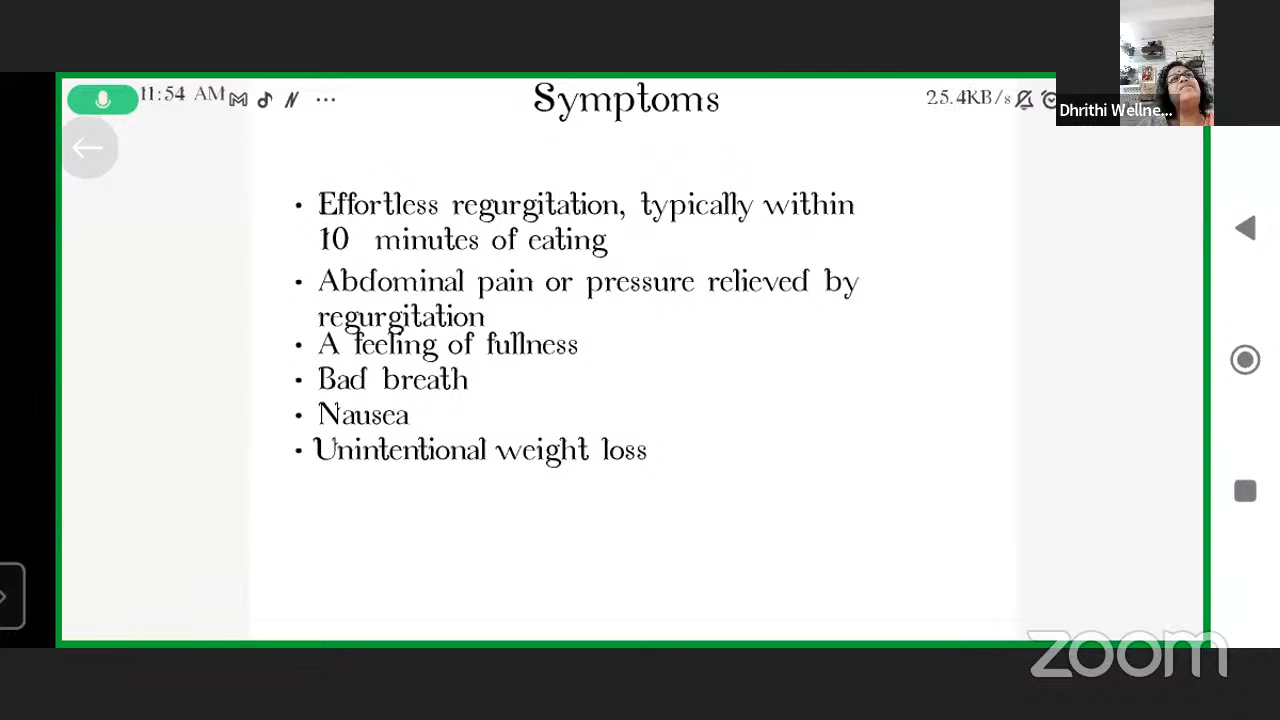 11:54 AM
Symptoms
25.4KB/s
Dhrithi Wellne...
• Effortless regurgitation, typically within
10 minutes of eating
• Abdominal pain or pressure relieved by
regurgitation
• A feeling of fullness
• Bad breath
• Nausea
• Unintentional weight loss
zoom